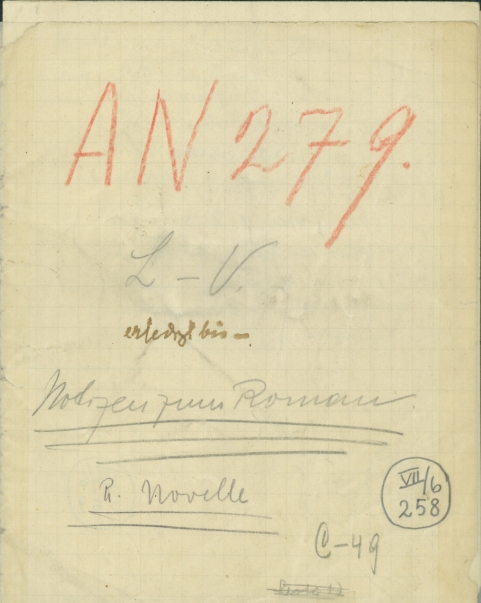 AN 279.
L – V.
erledigt bis –
Notizen zum Roman.
R. Novelle
VII/6
258
C-49